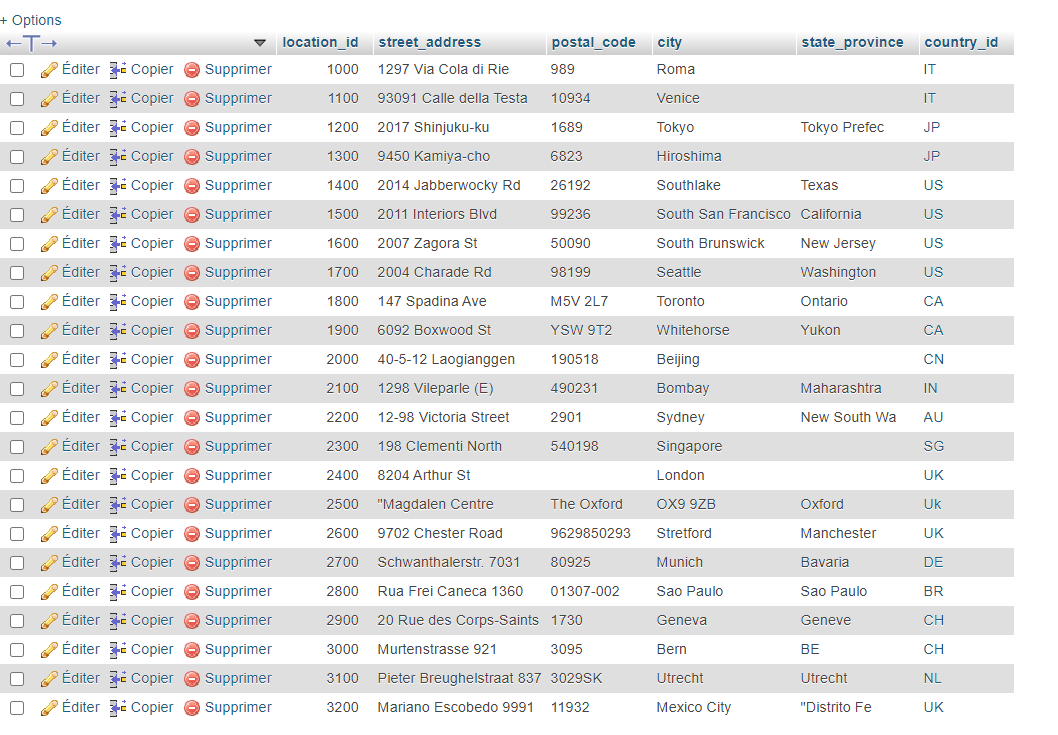 + Options
←T→ location_id street_address postal_code city state_province country_id
Éditer Copier Supprimer 1000 1297 Via Cola di Rie 989 Roma IT
Éditer Copier Supprimer 1100 93091 Calle della Testa 10934 Venice IT
Éditer Copier Supprimer 1200 2017 Shinjuku-ku 1689 Tokyo Tokyo Prefec JP
Éditer Copier Supprimer 1300 9450 Kamiya-cho 6823 Hiroshima JP
Éditer Copier Supprimer 1400 2014 Jabberwocky Rd 26192 Southlake Texas US
Éditer Copier Supprimer 1500 2011 Interiors Blvd 99236 South San Francisco California US
Éditer Copier Supprimer 1600 2007 Zagora St 50090 South Brunswick New Jersey US
Éditer Copier Supprimer 1700 2004 Charade Rd 98199 Seattle Washington US
Éditer Copier Supprimer 1800 147 Spadina Ave M5V 2L7 Toronto Ontario CA
Éditer Copier Supprimer 1900 6092 Boxwood St YSW 9T2 Whitehorse Yukon CA
Éditer Copier Supprimer 2000 40-5-12 Laogianggen 190518 Beijing CN
Éditer Copier Supprimer 2100 1298 Vileparle (E) 490231 Bombay Maharashtra IN
Éditer Copier Supprimer 2200 12-98 Victoria Street 2901 Sydney New South Wa AU
Éditer Copier Supprimer 2300 198 Clementi North 540198 Singapore SG
Éditer Copier Supprimer 2400 8204 Arthur St London UK
Éditer Copier Supprimer 2500 "Magdalen Centre The Oxford OX9 9ZB Oxford Uk
Éditer Copier Supprimer 2600 9702 Chester Road 9629850293 Stretford Manchester UK
Éditer Copier Supprimer 2700 Schwanthalerstr. 7031 80925 Munich Bavaria DE
Éditer Copier Supprimer 2800 Rua Frei Caneca 1360 01307-002 Sao Paulo Sao Paulo BR
Éditer Copier Supprimer 2900 20 Rue des Corps-Saints 1730 Geneva Geneve CH
Éditer Copier Supprimer 3000 Murtenstrasse 921 3095 Bern BE CH
Éditer Copier Supprimer 3100 Pieter Breughelstraat 837 3029SK Utrecht Utrecht NL
Éditer Copier Supprimer 3200 Mariano Escobedo 9991 11932 Mexico City "Distrito Fe UK